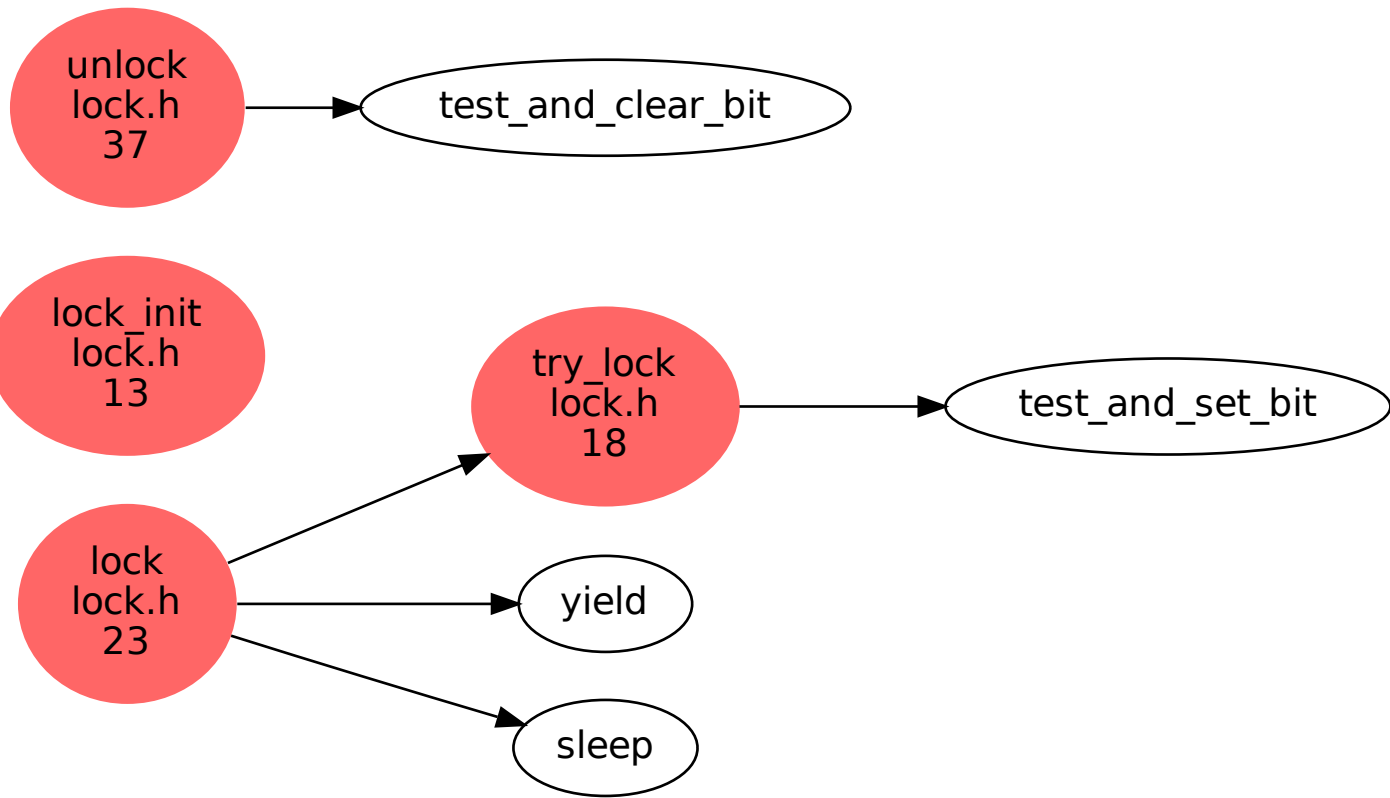 unlock
lock.h
37
test_and_clear_bit
lock_init
lock.h
13
try_lock
lock.h
18
test_and_set_bit
lock
lock.h
23
yield
sleep